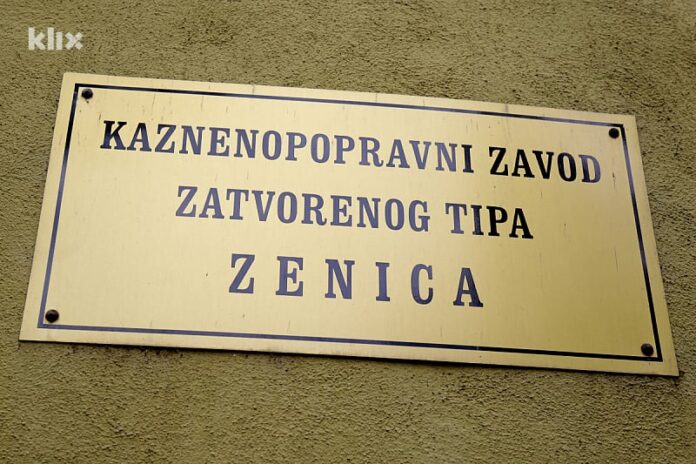 klix
KAZNENOPOPRAVNI ZAVOD
ZATVORENOG TIPA
ZENICA